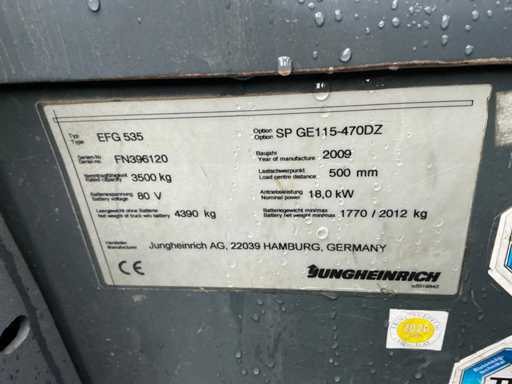 Typ
Type EFG 535 Option
Option SP GE115-470DZ
Serien-Nr.
Serial-No. FN396120 Baujahr
Year of manufacture 2009
Nenntragfähigkeit
Rated capacity 3500 kg Lastschwerpunkt
Load centre distance 500 mm
Batteriespannung
Battery voltage 80 V Antriebsleistung
Nominal power 18,0 kW
Leergewicht ohne Batterie
Net weight of truck w/o battery 4390 kg Batteriegewicht min/max
Battery net weight min/max 1770 / 2012 kg
Hersteller
Manufacturer Jungheinrich AG, 22039 HAMBURG, GERMANY
CE
JUNGHEINRICH
2020